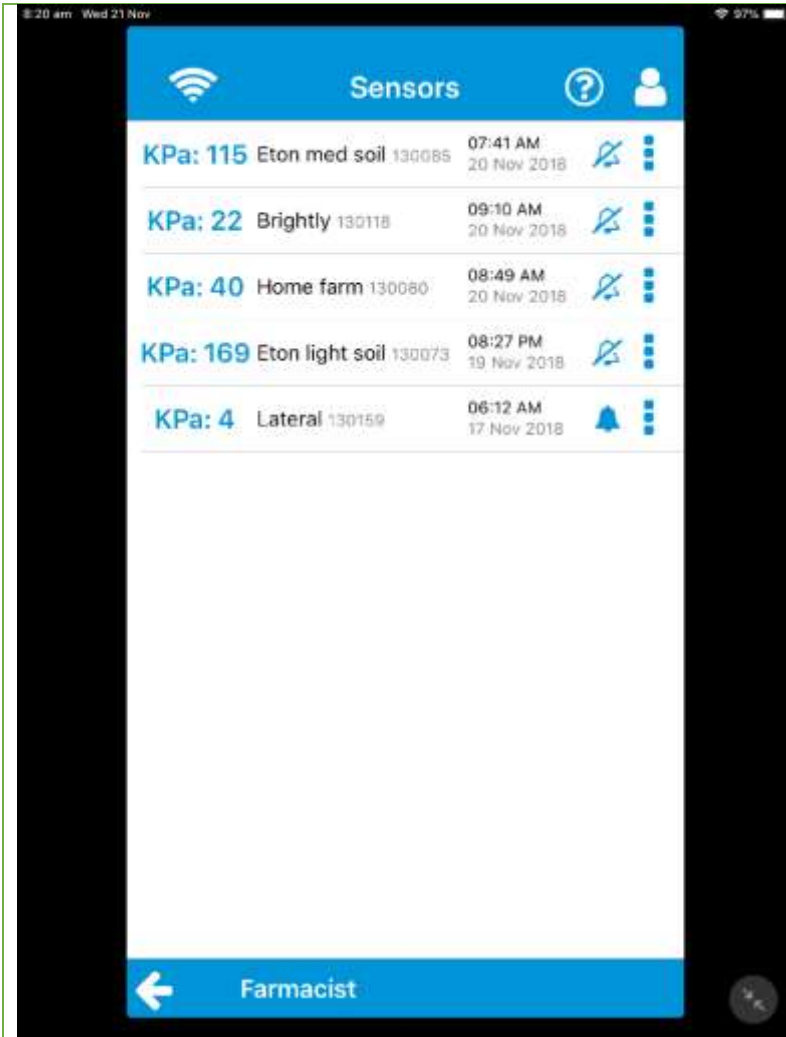 8:20 am Wed 21 Nov 97%
Sensors
KPa: 115 Eton med soil 130085 07:41 AM
20 Nov 2018
KPa: 22 Brightly 130118 09:10 AM
20 Nov 2018
KPa: 40 Home farm 130080 08:49 AM
20 Nov 2018
KPa: 169 Eton light soil 130073 08:27 PM
19 Nov 2018
KPa: 4 Lateral 130159 06:12 AM
17 Nov 2018
Farmacist